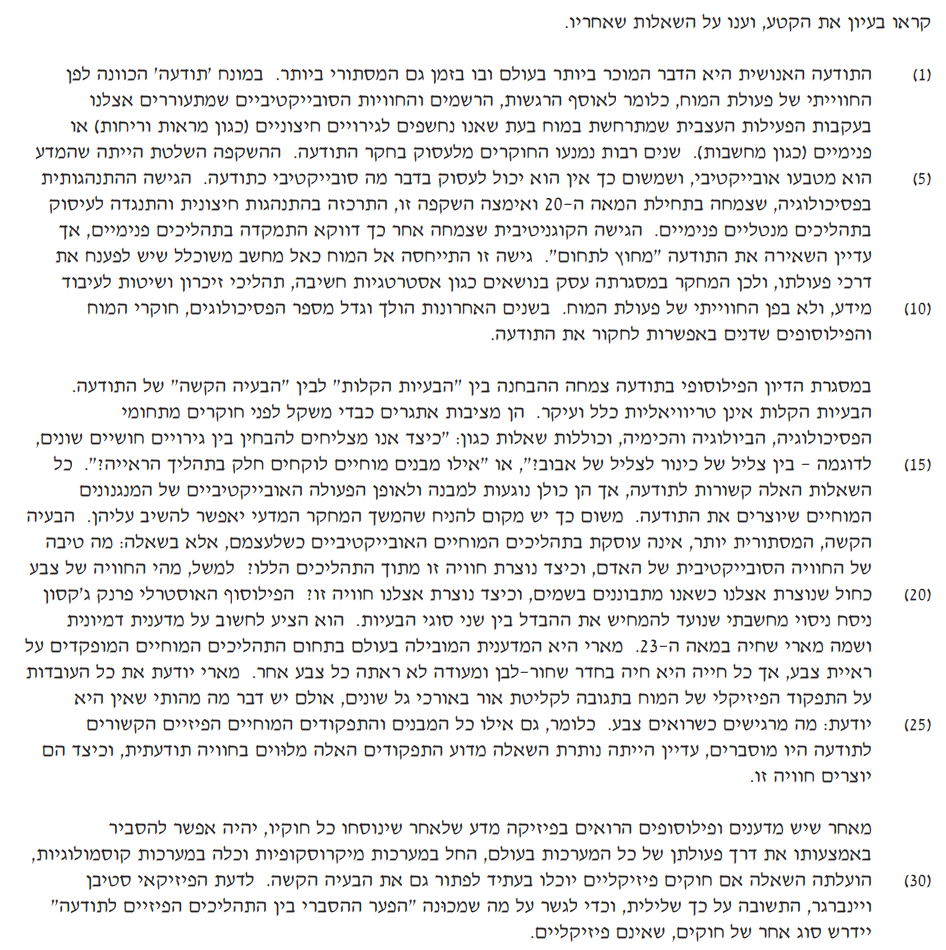 קראו בעיון את הקטע, וענו על השאלות שאחריו.
(1) התודעה האנושית היא הדבר המוכר ביותר בעולם ובו בזמן גם המסתורי ביותר. במונח 'תודעה' הכוונה לפן
החווייתי של פעולת המוח, כלומר לאוסף הרגשות, הרשמים והחוויות הסובייקטיביים שמתעוררים אצלנו
בעקבות הפעילות העצבית שמתרחשת במוח בעת שאנו נחשפים לגירויים חיצוניים (כגון מראות וריחות) או
פנימיים (כגון מחשבות). שנים רבות נמנעו החוקרים מלעסוק בחקר התודעה. ההשקפה השלטת הייתה שהמדע
(5) הוא מטבעו אובייקטיבי, ושמשום כך אין הוא יכול לעסוק בדבר מה סובייקטיבי כתודעה. הגישה ההתנהגותית
בפסיכולוגיה, שצמחה בתחילת המאה ה-20 ואימצה השקפה זו, התרכזה בהתנהגות חיצונית והתנגדה לעיסוק
בתהליכים מנטליים פנימיים. הגישה הקוגניטיבית שצמחה אחר כך דווקא התמקדה בתהליכים פנימיים, אך
עדיין השאירה את התודעה "מחוץ לתחום". גישה זו התייחסה אל המוח כאל מחשב משוכלל שיש לפענח את
דרכי פעולתו, ולכן המחקר במסגרתה עסק בנושאים כגון אסטרטגיות חשיבה, תהליכי זיכרון ושיטות לעיבוד
(10) מידע, ולא בפן החווייתי של פעולת המוח. בשנים האחרונות הולך וגדל מספר הפסיכולוגים, חוקרי המוח
והפילוסופים שדנים באפשרות לחקור את התודעה.
במסגרת הדיון הפילוסופי בתודעה צמחה ההבחנה בין "הבעיות הקלות" לבין "הבעיה הקשה" של התודעה.
הבעיות הקלות אינן טריוויאליות כלל ועיקר. הן מציבות אתגרים כבדי משקל לפני חוקרים מתחומי
הפסיכולוגיה, הביולוגיה והכימיה, וכוללות שאלות כגון: "כיצד אנו מצליחים להבחין בין גירויים חושיים שונים,
(15) לדוגמה – בין צליל של כינור לצליל של אבוב?", או "אילו מבנים מוחיים לוקחים חלק בתהליך הראייה?". כל
השאלות האלה קשורות לתודעה, אך הן כולן נוגעות למבנה ולאופן הפעולה האובייקטיביים של המנגנונים
המוחיים שיוצרים את התודעה. משום כך יש מקום להניח שהמשך המחקר המדעי יאפשר להשיב עליהן. הבעיה
הקשה, המסתורית יותר, אינה עוסקת בתהליכים המוחיים האובייקטיביים כשלעצמם, אלא בשאלה: מה טיבה
של החוויה הסובייקטיבית של האדם, וכיצד נוצרת חוויה זו מתוך התהליכים הללו? למשל, מהי החוויה של צבע
(20) כחול שנוצרת אצלנו כשאנו מתבוננים בשמים, וכיצד נוצרת אצלנו חוויה זו? הפילוסוף האוסטרלי פרנק ג'קסון
ניסח ניסוי מחשבתי שנועד להמחיש את ההבדל בין שני סוגי הבעיות. הוא הציע לחשוב על מדענית דמיונית
ושמה מארי שחיה במאה ה-23. מארי היא המדענית המובילה בעולם בתחום התהליכים המוחיים המופקדים על
ראיית צבע, אך כל חייה היא חיה בחדר שחור-לבן ומעודה לא ראתה כל צבע אחר. מארי יודעת את כל העובדות
על התפקוד הפיזיקלי של המוח בתגובה לקליטת אור באורכי גל שונים, אולם יש דבר מה מהותי שאין היא
(25) יודעת: מה מרגישים כשרואים צבע. כלומר, גם אילו כל המבנים והתפקודים המוחיים הפיזיים הקשורים
לתודעה היו מוסברים, עדיין הייתה נותרת השאלה מדוע התפקודים האלה מלוּוים בחוויה תודעתית, וכיצד הם
יוצרים חוויה זו.
מאחר שיש מדענים ופילוסופים הרואים בפיזיקה מדע שלאחר שינוסחו כל חוקיו, יהיה אפשר להסביר
באמצעותו את דרך פעולתן של כל המערכות בעולם, החל במערכות מיקרוסקופיות וכלה במערכות קוסמולוגיות,
(30) הועלתה השאלה אם חוקים פיזיקליים יוכלו בעתיד לפתור גם את הבעיה הקשה. לדעת הפיזיקאי סטיבן
ויינברגר, התשובה על כך שלילית, וכדי לגשר על מה שמכוּנה "הפער ההסברי בין התהליכים הפיזיים לתודעה"
יידרש סוג אחר של חוקים, שאינם פיזיקליים.